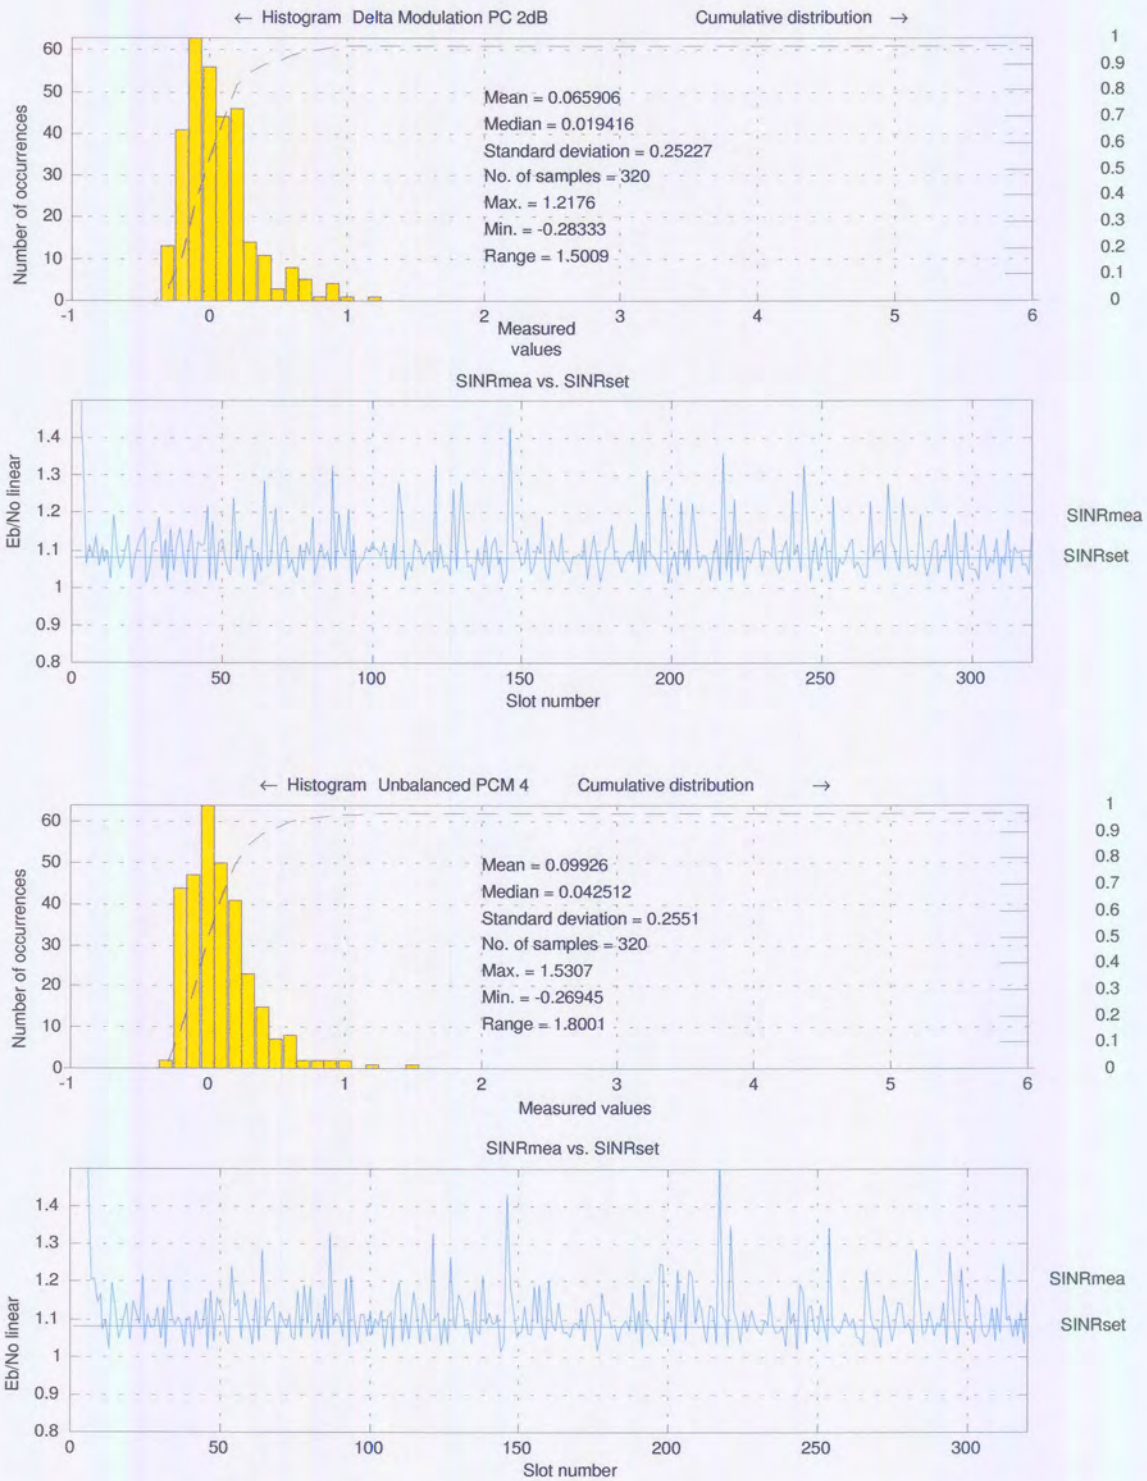 ← Histogram Delta Modulation PC 2dB Cumulative distribution →
Number of occurrences
60
50
40
30
20
10
0
1
0.9
0.8
0.7
0.6
0.5
0.4
0.3
0.2
0.1
0
Mean = 0.065906
Median = 0.019416
Standard deviation = 0.25227
No. of samples = 320
Max. = 1.2176
Min. = -0.28333
Range = 1.5009
-1 0 1 2 3 4 5 6
Measured
values
SINRmea vs. SINRset
Eb/No linear
1.4
1.3
1.2
1.1
1
0.9
0.8
SINRmea
SINRset
0 50 100 150 200 250 300
Slot number
← Histogram Unbalanced PCM 4 Cumulative distribution →
Number of occurrences
60
50
40
30
20
10
0
1
0.9
0.8
0.7
0.6
0.5
0.4
0.3
0.2
0.1
0
Mean = 0.09926
Median = 0.042512
Standard deviation = 0.2551
No. of samples = 320
Max. = 1.5307
Min. = -0.26945
Range = 1.8001
-1 0 1 2 3 4 5 6
Measured values
SINRmea vs. SINRset
Eb/No linear
1.4
1.3
1.2
1.1
1
0.9
0.8
SINRmea
SINRset
0 50 100 150 200 250 300
Slot number